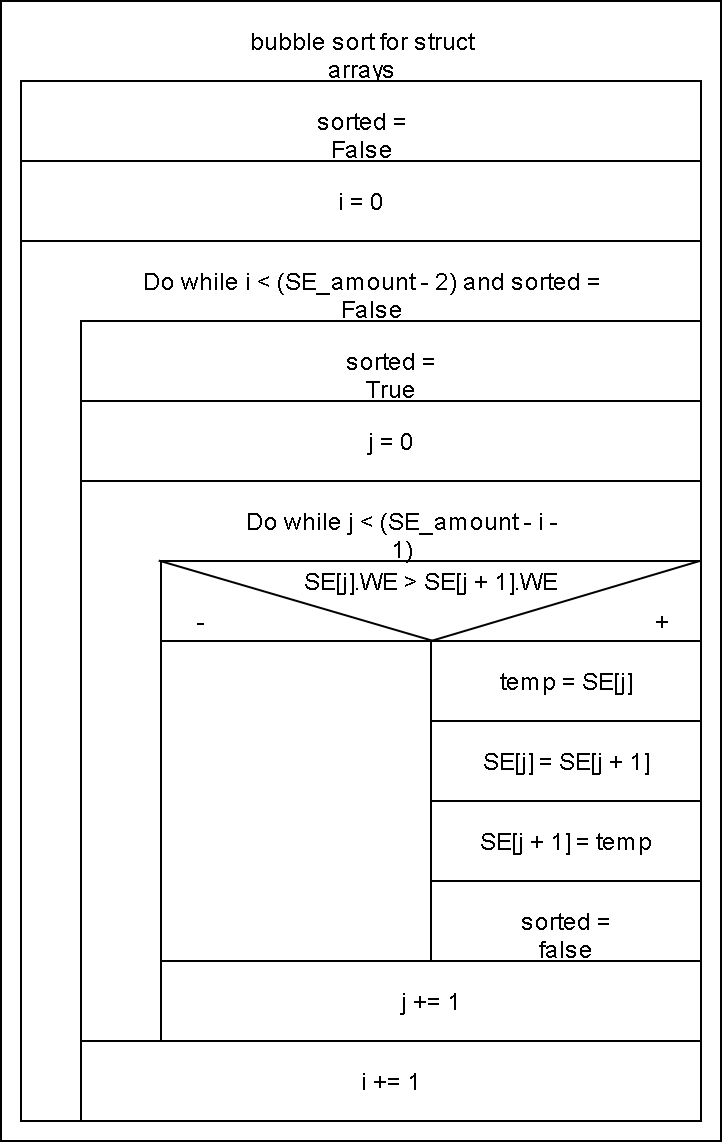 bubble sort for struct
arrays
sorted =
False
i = 0
Do while i < (SE_amount - 2) and sorted =
False
sorted =
True
j = 0
Do while j < (SE_amount - i -
1)
SE[j].WE > SE[j + 1].WE
- +
temp = SE[j]
SE[j] = SE[j + 1]
SE[j + 1] = temp
sorted =
false
j += 1
i += 1